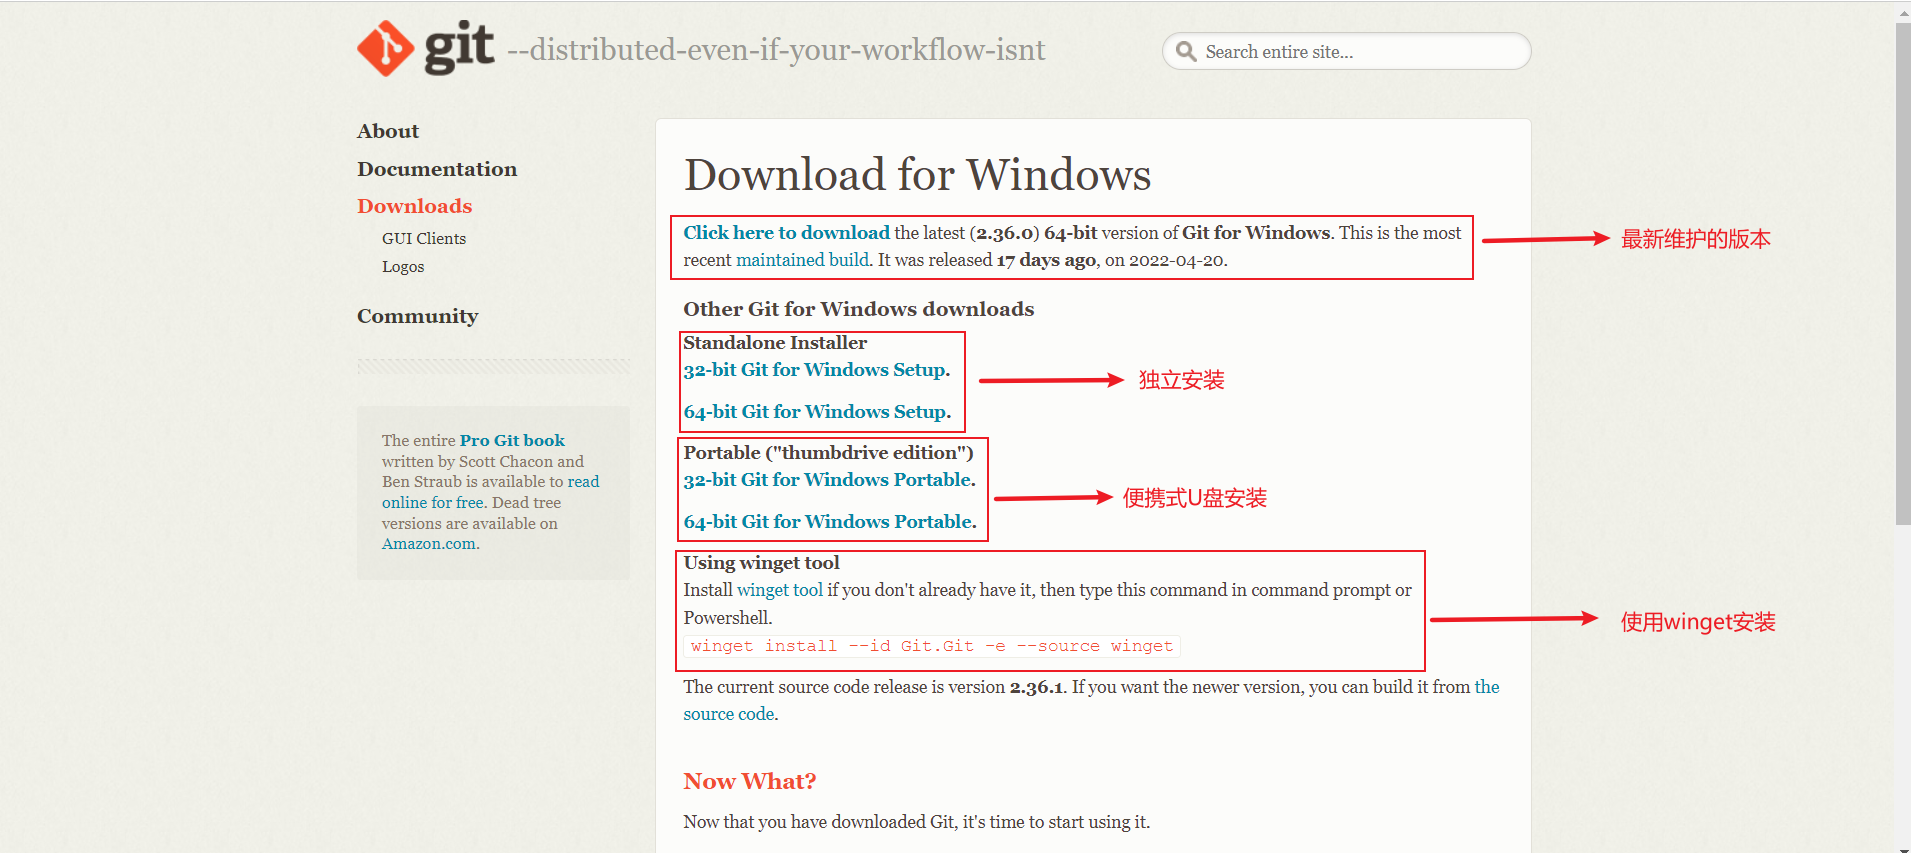 git --distributed-even-if-your-workflow-isnt
Search entire site...
About
Documentation
Downloads
GUI Clients
Logos
Community
The entire Pro Git book
written by Scott Chacon and
Ben Straub is available to read
online for free. Dead tree
versions are available on
Amazon.com.
Download for Windows
Click here to download the latest (2.36.0) 64-bit version of Git for Windows. This is the most
recent maintained build. It was released 17 days ago, on 2022-04-20.
最新维护的版本
Other Git for Windows downloads
Standalone Installer
32-bit Git for Windows Setup.
64-bit Git for Windows Setup.
独立安装
Portable ("thumbdrive edition")
32-bit Git for Windows Portable.
64-bit Git for Windows Portable.
便携式U盘安装
Using winget tool
Install winget tool if you don't already have it, then type this command in command prompt or
Powershell.
winget install --id Git.Git -e --source winget
使用winget安装
The current source code release is version 2.36.1. If you want the newer version, you can build it from the
source code.
Now What?
Now that you have downloaded Git, it's time to start using it.